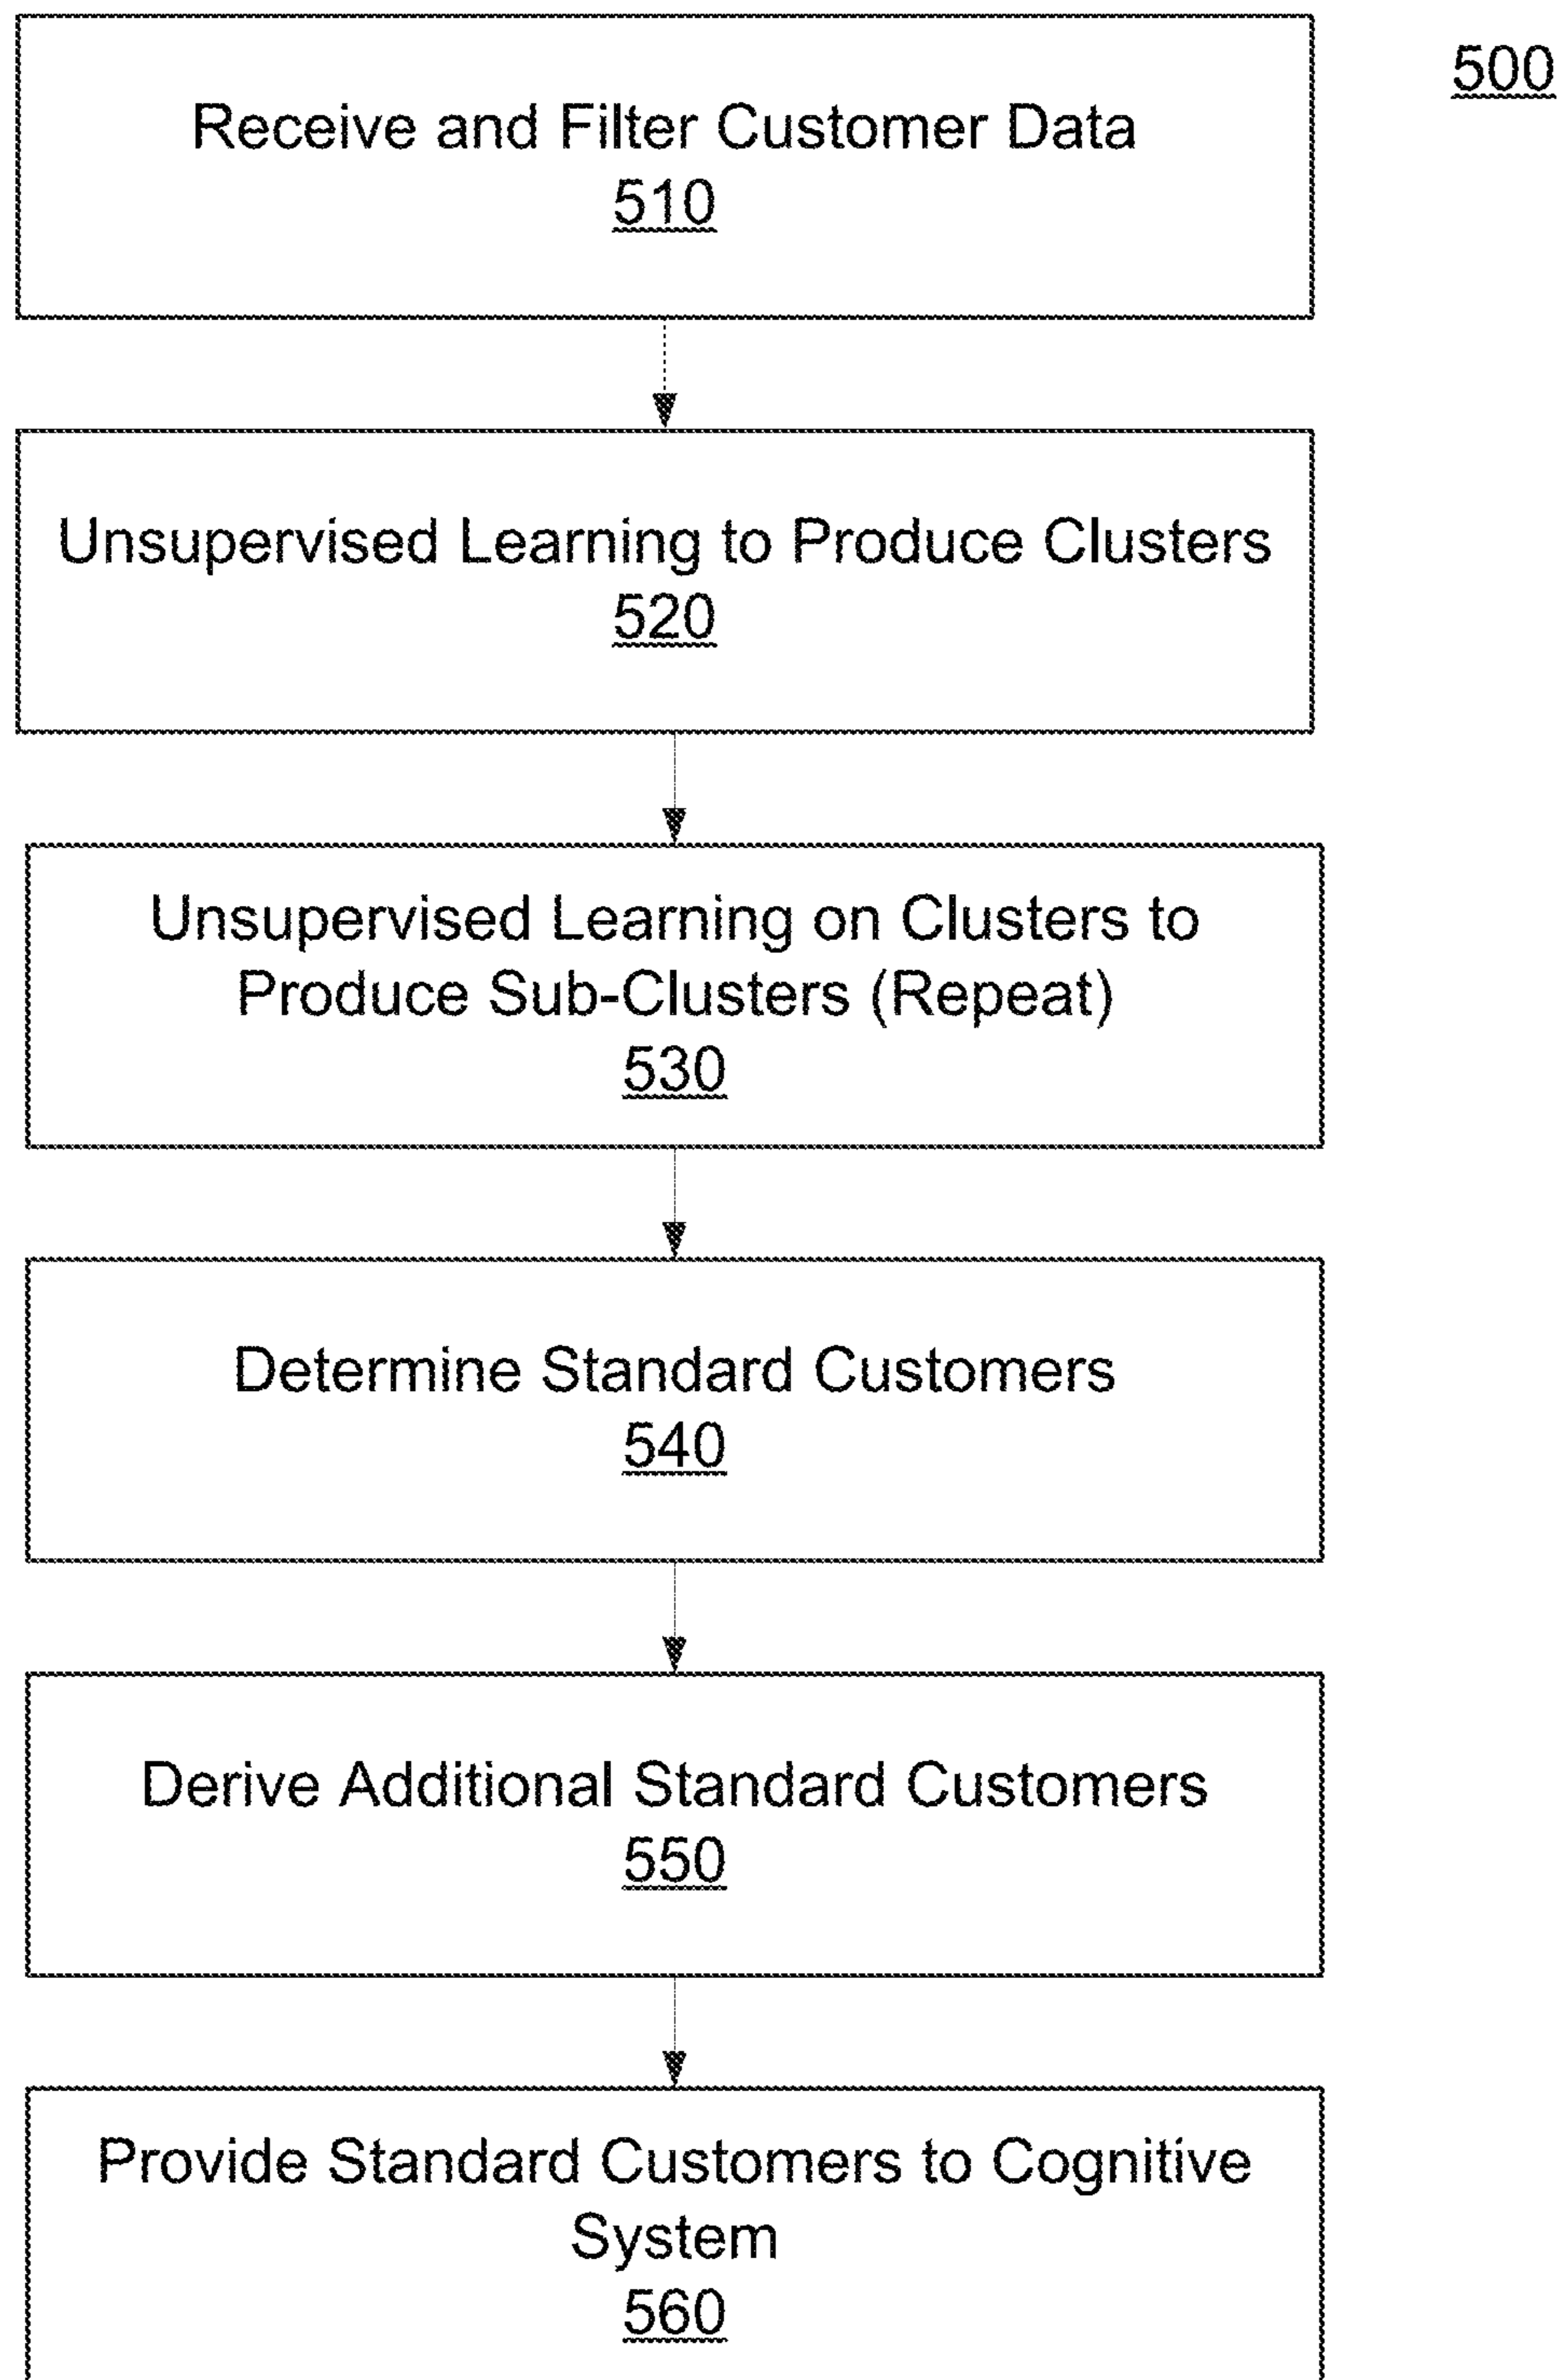 500
Receive and Filter Customer Data
510
Unsupervised Learning to Produce Clusters
520
Unsupervised Learning on Clusters to
Produce Sub-Clusters (Repeat)
530
Determine Standard Customers
540
Derive Additional Standard Customers
550
Provide Standard Customers to Cognitive
System
560